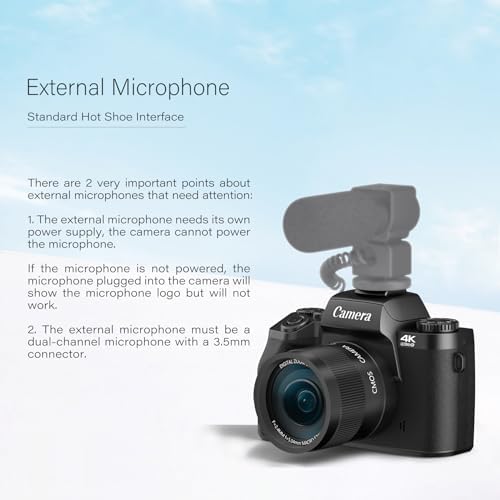 External Microphone
Standard Hot Shoe Interface
There are 2 very important points about
external microphones that need attention:
1. The external microphone needs its own
power supply, the camera cannot power
the microphone.
If the microphone is not powered, the
microphone plugged into the camera will
show the microphone logo but will not
work.
2. The external microphone must be a
dual-channel microphone with a 3.5mm
connector.
Camera
4K
DIGITAL ZOOM
CAMERA
CMOS